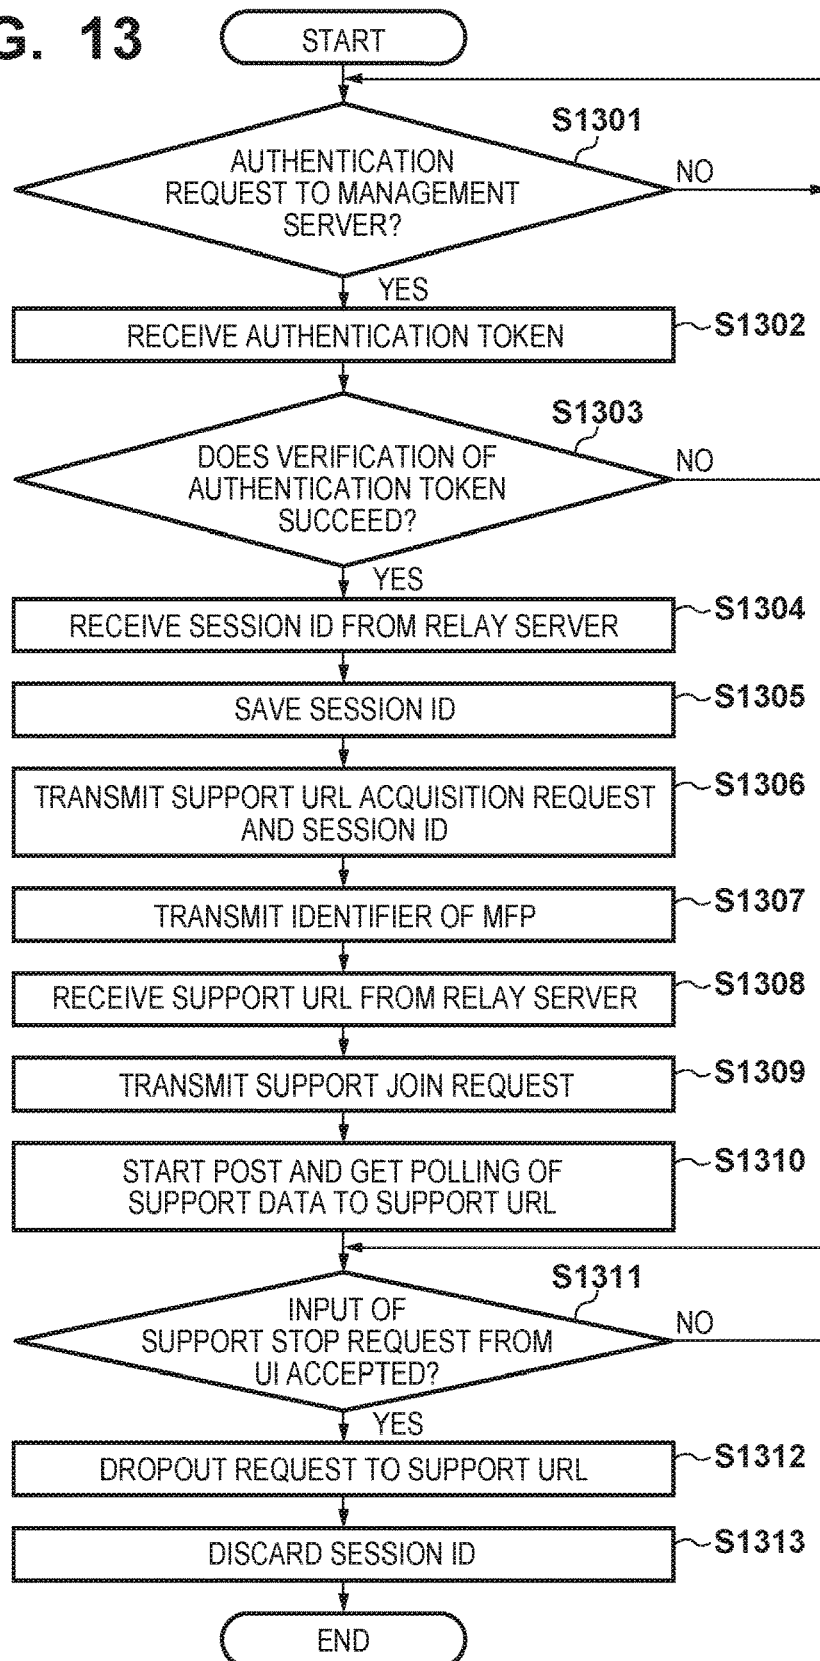 G. 13
START
S1301
AUTHENTICATION
REQUEST TO MANAGEMENT
SERVER?
NO
YES
RECEIVE AUTHENTICATION TOKEN
S1302
S1303
DOES VERIFICATION OF
AUTHENTICATION TOKEN
SUCCEED?
NO
YES
RECEIVE SESSION ID FROM RELAY SERVER
S1304
SAVE SESSION ID
S1305
TRANSMIT SUPPORT URL ACQUISITION REQUEST
AND SESSION ID
S1306
TRANSMIT IDENTIFIER OF MFP
S1307
RECEIVE SUPPORT URL FROM RELAY SERVER
S1308
TRANSMIT SUPPORT JOIN REQUEST
S1309
START POST AND GET POLLING OF
SUPPORT DATA TO SUPPORT URL
S1310
S1311
INPUT OF
SUPPORT STOP REQUEST FROM
UI ACCEPTED?
NO
YES
DROPOUT REQUEST TO SUPPORT URL
S1312
DISCARD SESSION ID
S1313
END